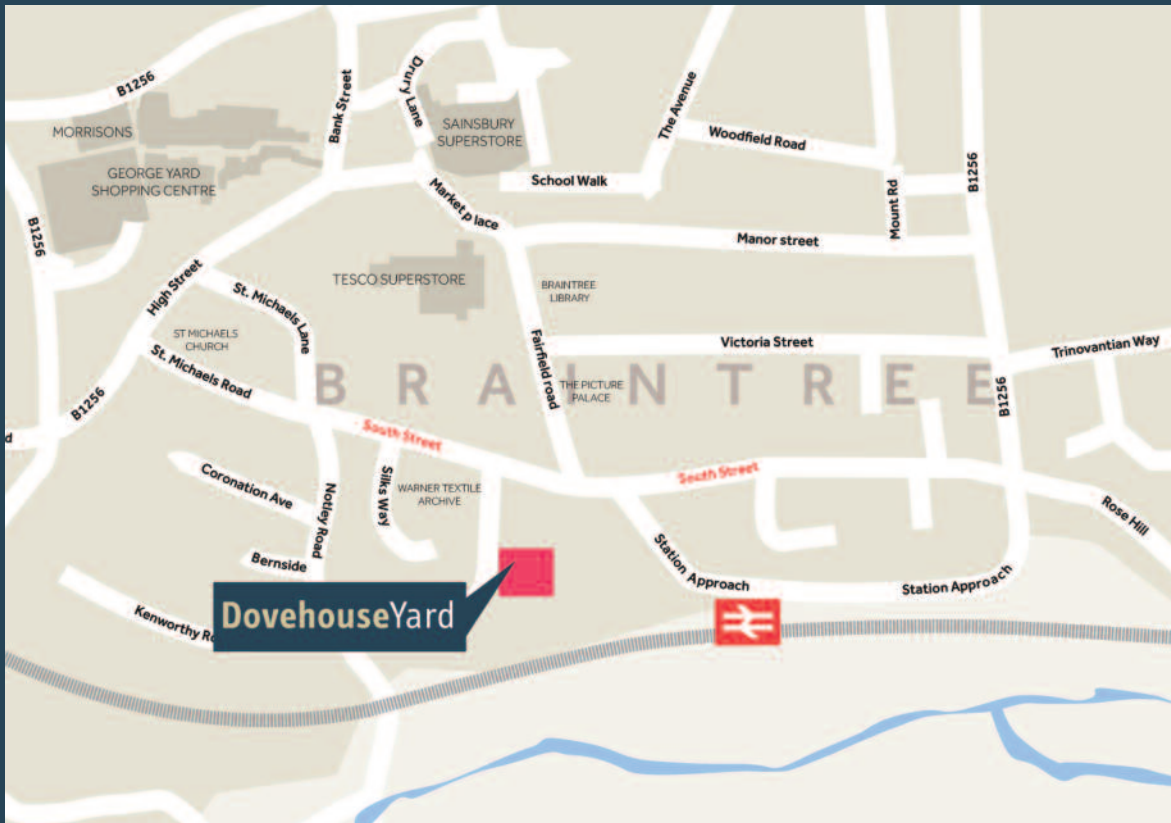 B1256
Bank Street
Drury Lane
The Avenue
MORRISONS
SAINSBURY
SUPERSTORE
Woodfield Road
GEORGE YARD
SHOPPING CENTRE
School Walk
B1256
Market place
Mount Rd
B1256
Manor street
High Street
TESCO SUPERSTORE
St. Michaels Lane
BRAINTREE
LIBRARY
ST MICHAELS
CHURCH
Fairfield road
Victoria Street
Trinovantian Way
St. Michaels Road
BRAINTREE
THE PICTURE
PALACE
B1256
B1256
d
South Street
South Street
Coronation Ave
Silks Way
WARNER TEXTILE
ARCHIVE
Notley Road
Rose Hill
Bernside
Station Approach
Station Approach
DovehouseYard
Kenworthy Ro